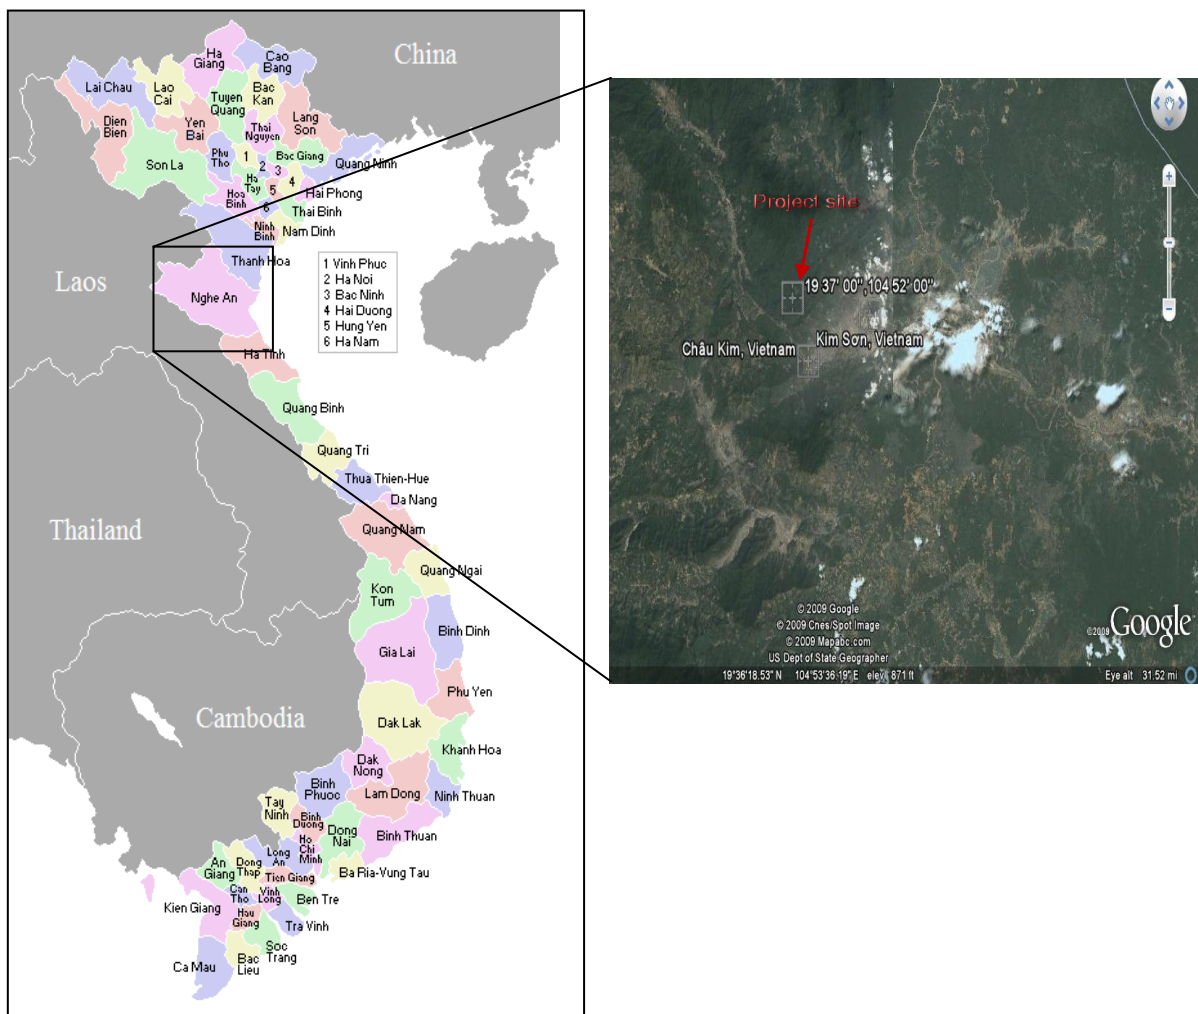 China
Ha
Giang
Cao
Bang
Lai Chau
Lao
Cai
Tuyen
Quang
Bac
Kan
Dien
Bien
Yen
Bai
Thai
Nguyen
Lang
Son
Son La
Phu
Tho
1
2
3
4
5
6
Bac Giang
Quang Ninh
Ha
Tay
Hoa
Binh
Hai Phong
Thai Binh
Ninh
Binh
Nam Dinh
Thanh Hoa
Laos
Nghe An
1 Vinh Phuc
2 Ha Noi
3 Bac Ninh
4 Hai Duong
5 Hung Yen
6 Ha Nam
Ha Tinh
Quang Binh
Quang Tri
Thua Thien-Hue
Da Nang
Thailand
Quang Nam
Quang Ngai
Kon
Tum
Binh Dinh
Gia Lai
Phu Yen
Cambodia
Dak Lak
Khanh Hoa
Dak
Nong
Binh
Phuoc
Lam Dong
Ninh Thuan
Tay
Ninh
Binh
Duong
Dong
Nai
Binh Thuan
Ho
Chi
Minh
Long
An
An
Giang
Dong
Thap
Tien Giang
Ba Ria-Vung Tau
Can
Tho
Vinh
Long
Ben Tre
Kien Giang
Hau
Giang
Tra Vinh
Soc
Trang
Ca Mau
Bac
Lieu
Project site
19 37' 00",104 52' 00"
Kim Sơn, Vietnam
Châu Kim, Vietnam
© 2009 Google
© 2009 Cnes/Spot Image
© 2009 Mapabc.com
US Dept of State Geographer
©2009 Google
19°36'18.53" N 104°53'36.19" E elev 871 ft
Eye alt 31.52 mi